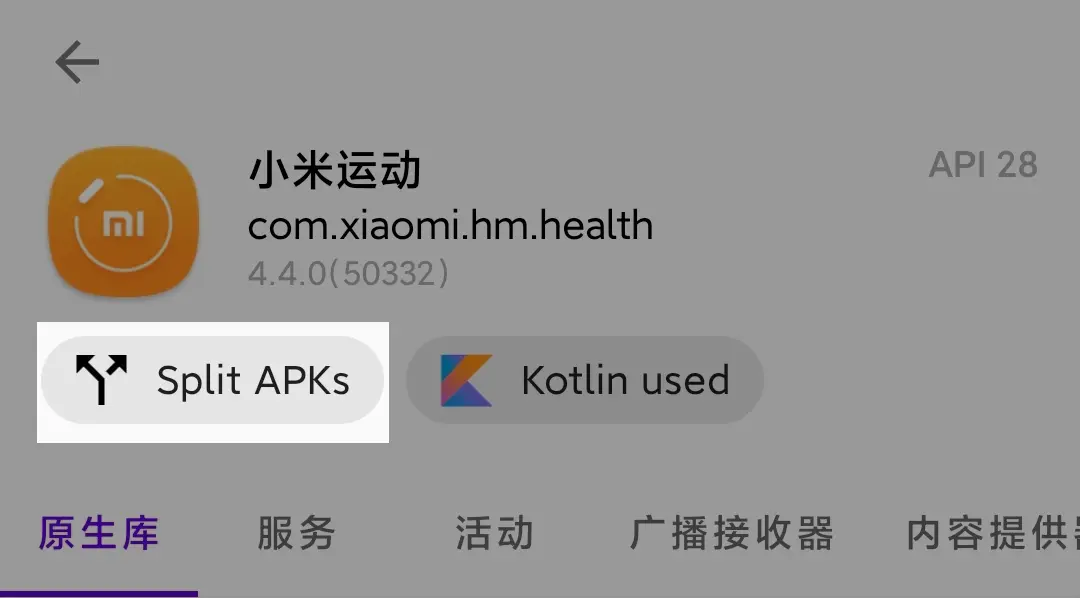 小米运动
API 28
com.xiaomi.hm.health
4.4.0(50332)
Split APKs
Kotlin used
原生库 服务 活动 广播接收器 内容提供